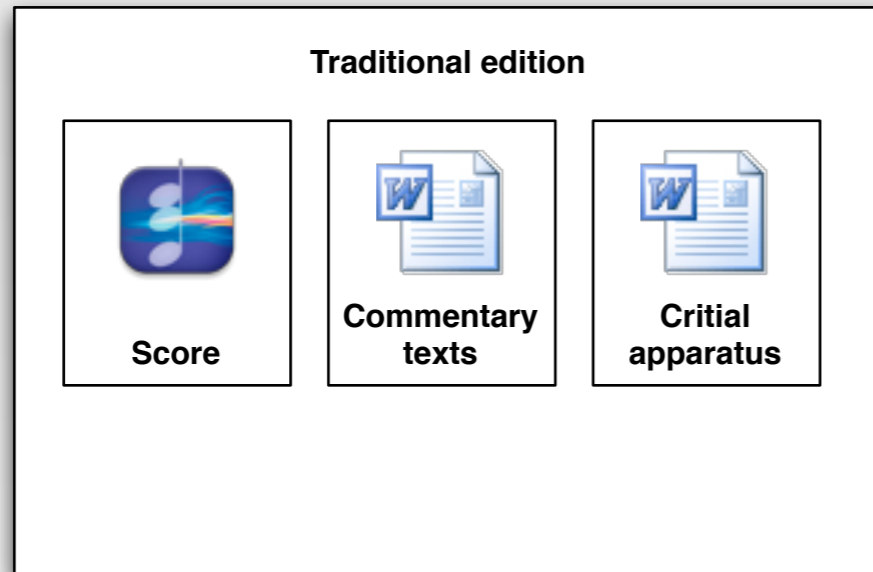 Traditional edition
W
W
Score
Commentary
texts
Critial
apparatus